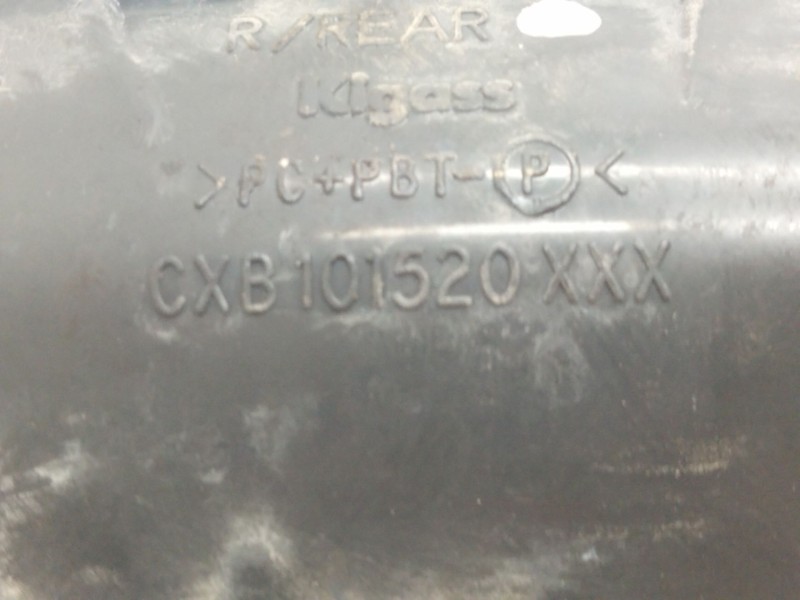 R/REAR
Kigass
>PC+PBT-P<
CXB101520 XXX